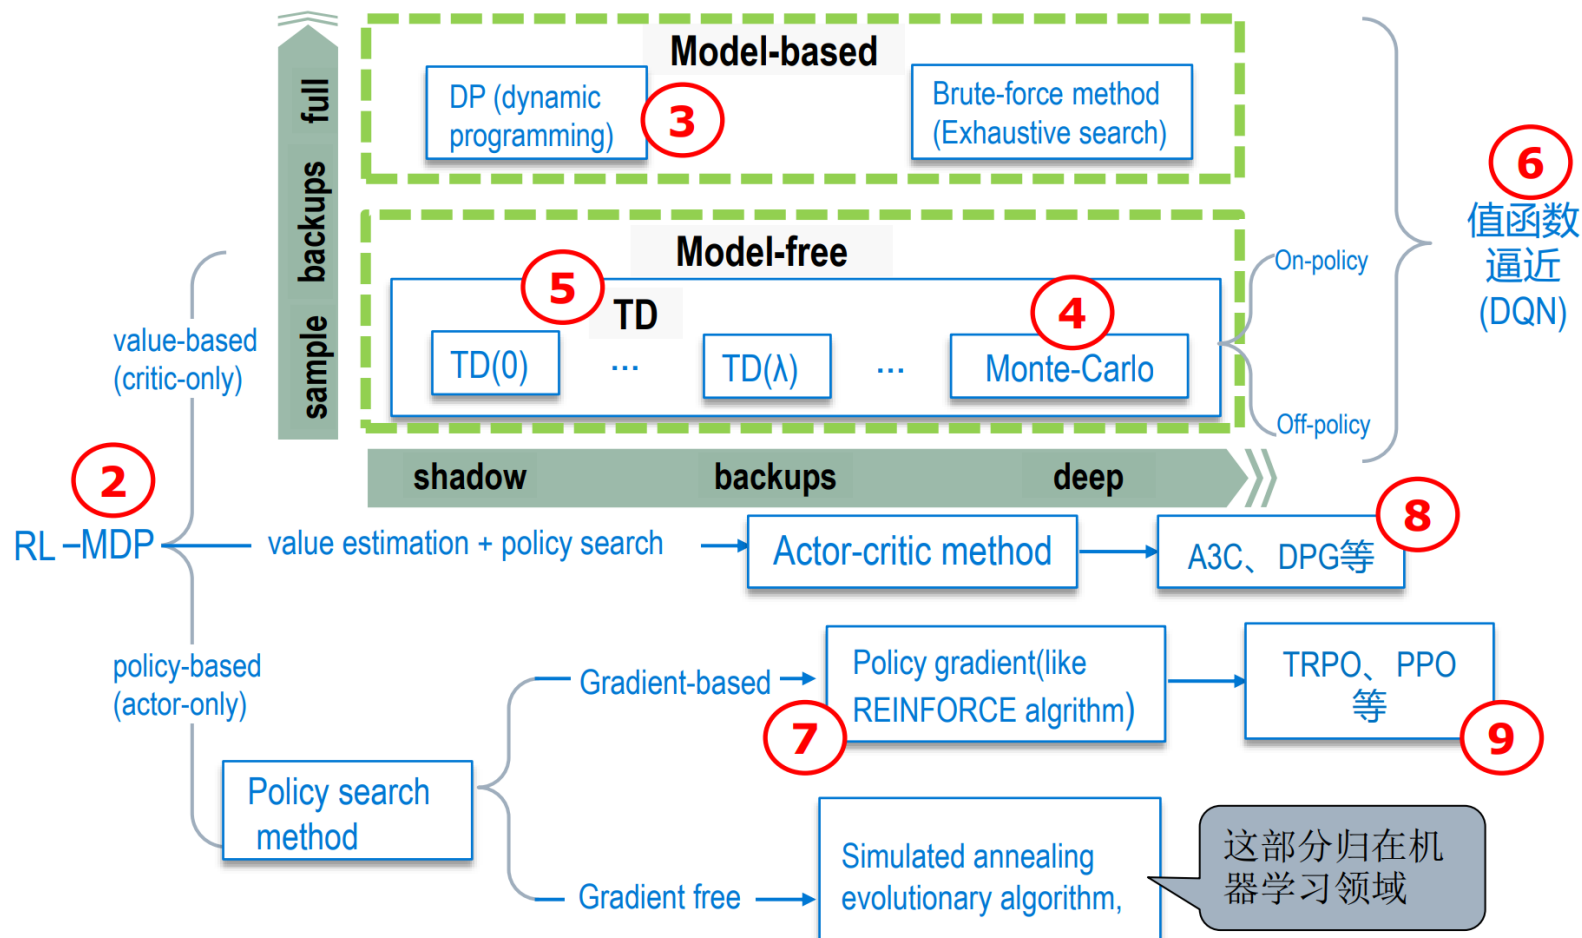 Model-based
DP (dynamic
programming)
3
Brute-force method
(Exhaustive search)
full
backups
sample
6
值函数
逼近
(DQN)
Model-free
5
TD
4
TD(0)
...
TD(λ)
...
Monte-Carlo
On-policy
Off-policy
value-based
(critic-only)
shadow
backups
deep
2
RL
MDP
value estimation + policy search
Actor-critic method
8
A3C、DPG等
policy-based
(actor-only)
Gradient-based
Policy gradient(like
REINFORCE algrithm)
7
TRPO、PPO
等
9
Policy search
method
Gradient free
Simulated annealing
evolutionary algorithm,
这部分归在机
器学习领域